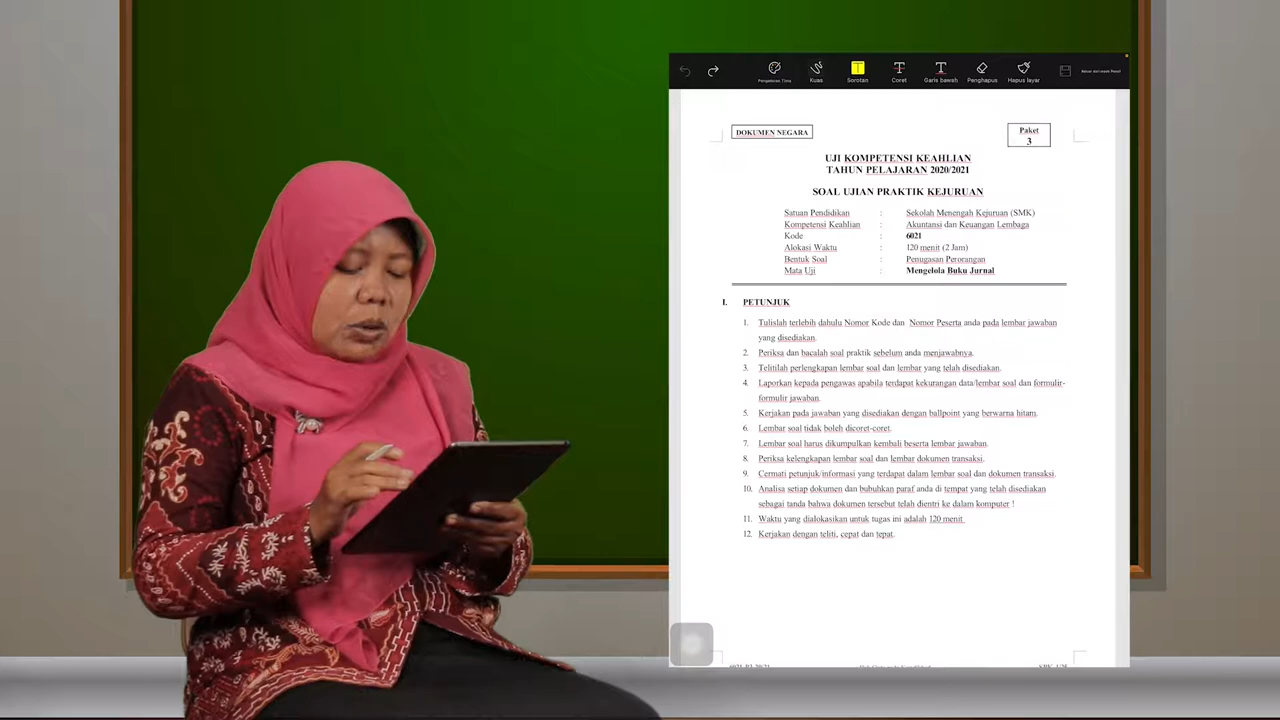 Pengaturan Tinta
Kuas
Sorotan
Coret
Garis bawah
Penghapus
Hapus layar
DOKUMEN NEGARA
Paket
3
UJI KOMPETENSI KEAHLIAN
TAHUN PELAJARAN 2020/2021
SOAL UJIAN PRAKTIK KEJURUAN
Satuan Pendidikan : Sekolah Menengah Kejuruan (SMK)
Kompetensi Keahlian : Akuntansi dan Keuangan Lembaga
Kode : 6021
Alokasi Waktu : 120 menit (2 Jam)
Bentuk Soal : Penugasan Perorangan
Mata Uji : Mengelola Buku Jurnal
I. PETUNJUK
1. Tulislah terlebih dahulu Nomor Kode dan Nomor Peserta anda pada lembar jawaban
yang disediakan.
2. Periksa dan bacalah soal praktik sebelum anda menjawabnya.
3. Telitilah perlengkapan lembar soal dan lembar yang telah disediakan.
4. Laporkan kepada pengawas apabila terdapat kekurangan data/lembar soal dan formulir-
formulir jawaban.
5. Kerjakan pada jawaban yang disediakan dengan ballpoint yang berwarna hitam.
6. Lembar soal tidak boleh dicoret-coret.
7. Lembar soal harus dikumpulkan kembali beserta lembar jawaban.
8. Periksa kelengkapan lembar soal dan lembar dokumen transaksi.
9. Cermati petunjuk/informasi yang terdapat dalam lembar soal dan dokumen transaksi.
10. Analisa setiap dokumen dan bubuhkan paraf anda di tempat yang telah disediakan
sebagai tanda bahwa dokumen tersebut telah dientri ke dalam komputer !
11. Waktu yang dialokasikan untuk tugas ini adalah 120 menit
12. Kerjakan dengan teliti, cepat dan tepat.